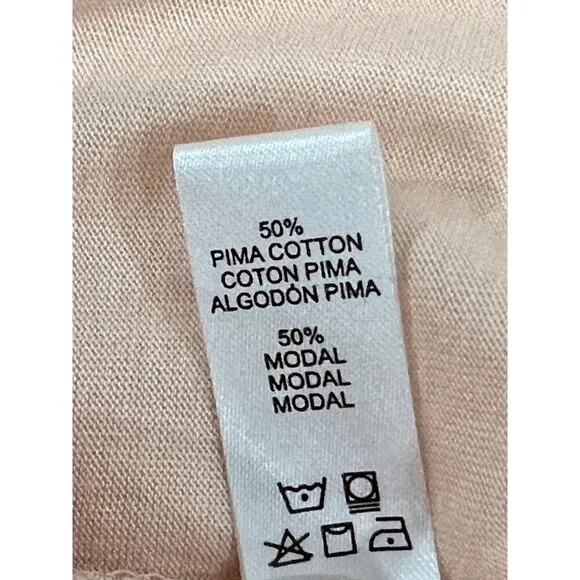 50%
PIMA COTTON
COTON PIMA
ALGODÓN PIMA
50%
MODAL
MODAL
MODAL